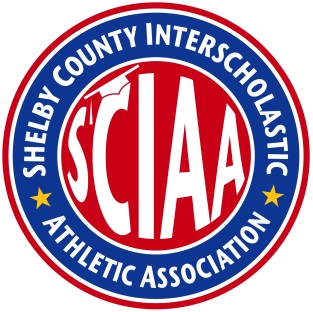 SHELBY COUNTY INTERSCHOLASTIC
SCIAA
ATHLETIC ASSOCIATION